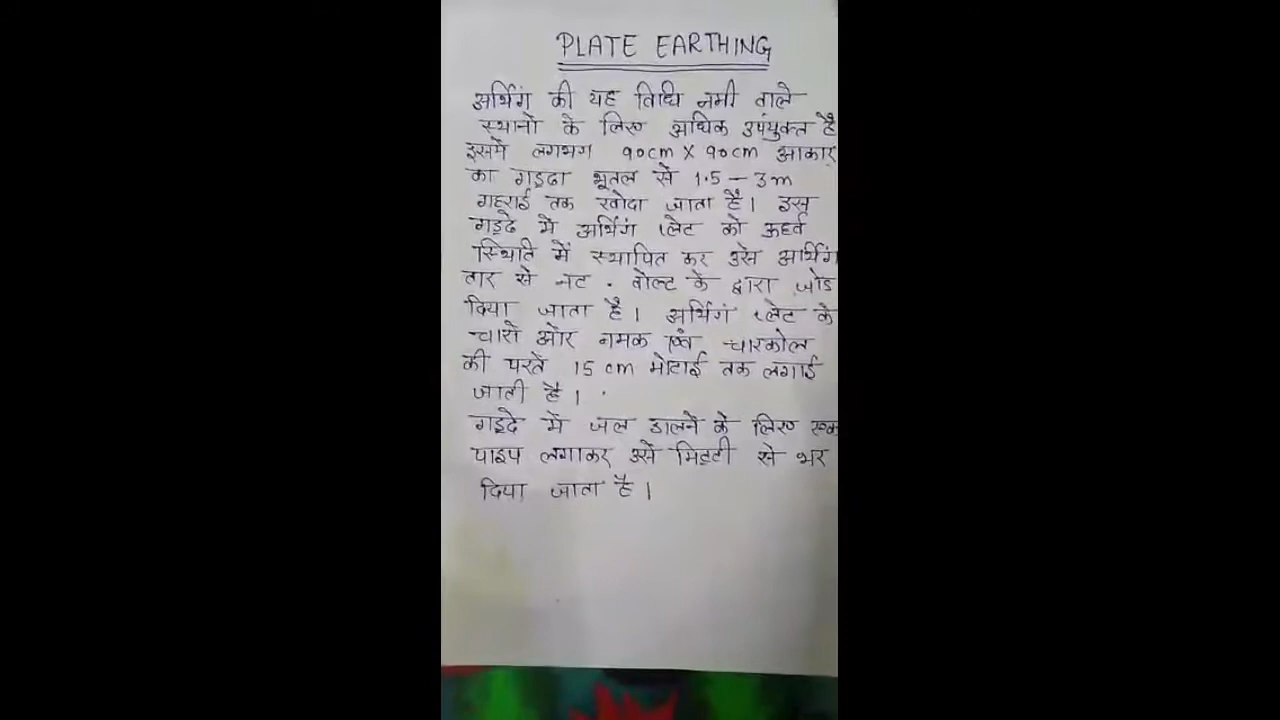 PLATE EARTHING
अर्थिंग की यह विधि नमी वाले
स्थानों के लिए अधिक उपयुक्त है
इसमें लगभग 90cm X 90cm आकार
का गड्ढा भूतल से 1.5 – 3m
गहराई तक खोदा जाता है। इस
गड्ढे में अर्थिंग प्लेट को ऊर्ध्व
स्थिति में स्थापित कर उसे अर्थिंग
तार से नट - वोल्ट के द्वारा जोड
दिया जाता है। अर्थिंग प्लेट के
चारों ओर नमक एवं चारकोल
की परतें 15 cm मोटाई तक लगाई
जाती है।
गड्ढे में जल डालने के लिए एक
पाइप लगाकर उसे मिट्टी से भर
दिया जाता है।